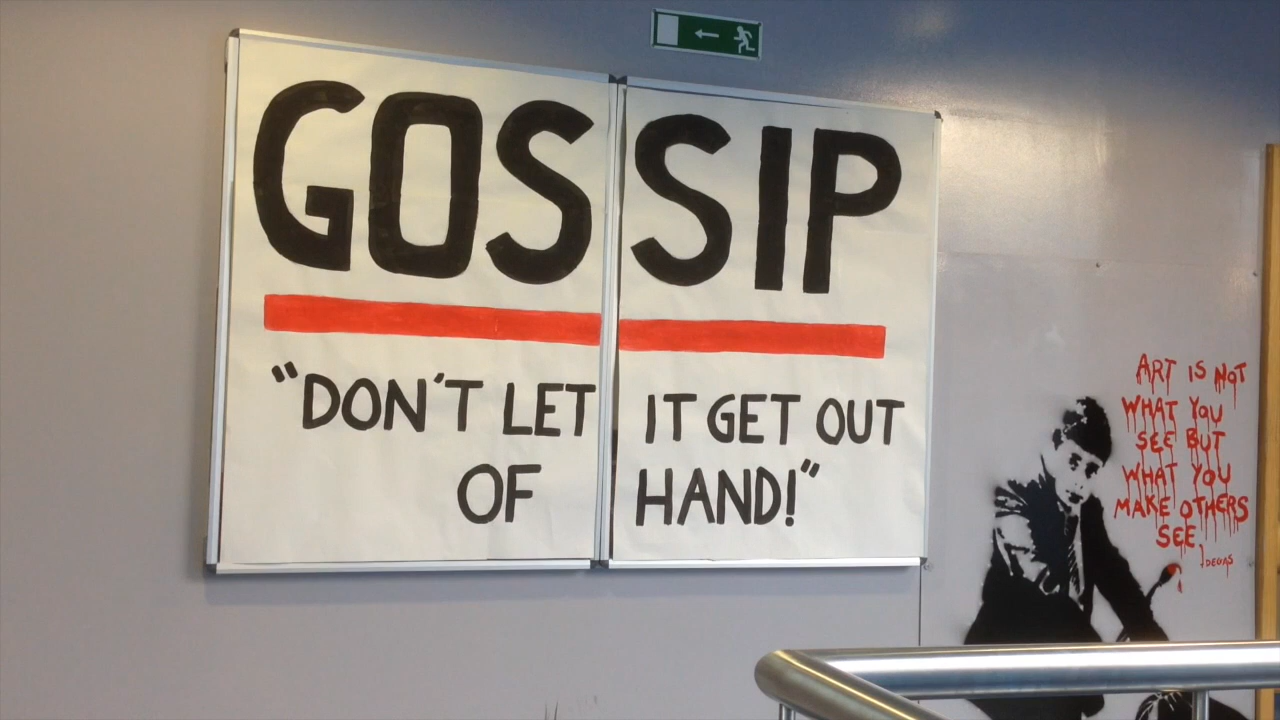 GOSSIP
"DON'T LET IT GET OUT
OF HAND!"
ART IS NOT
WHAT YOU
SEE BUT
WHAT YOU
MAKE OTHERS
SEE.
DEGAS